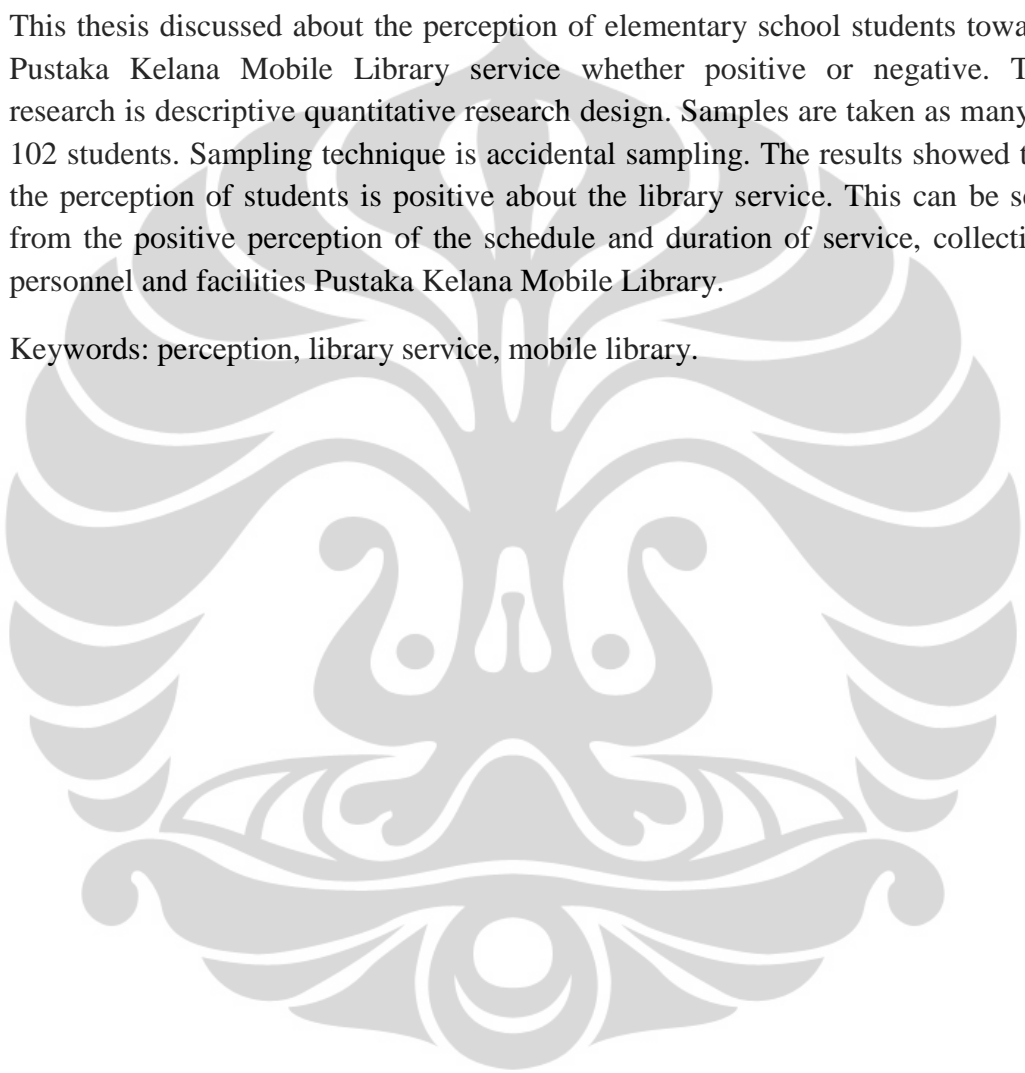 This thesis discussed about the perception of elementary school students towa
Pustaka Kelana Mobile Library service whether positive or negative. T
research is descriptive quantitative research design. Samples are taken as many
102 students. Sampling technique is accidental sampling. The results showed t
the perception of students is positive about the library service. This can be se
from the positive perception of the schedule and duration of service, collecti
personnel and facilities Pustaka Kelana Mobile Library.
Keywords: perception, library service, mobile library.